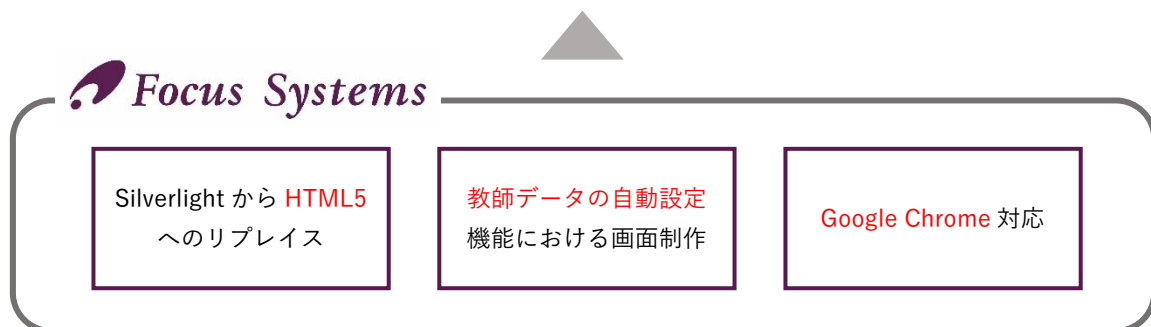 Focus Systems
Silverlight から HTML5
へのリプレイス
教師データの自動設定
機能における画面制作
Google Chrome 対応